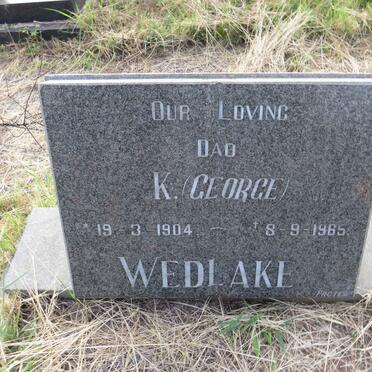 OUR LOVING
DAD
K. (GEORGE)
* 19-3-1904 ~ † 8-9-1965
WEDLAKE